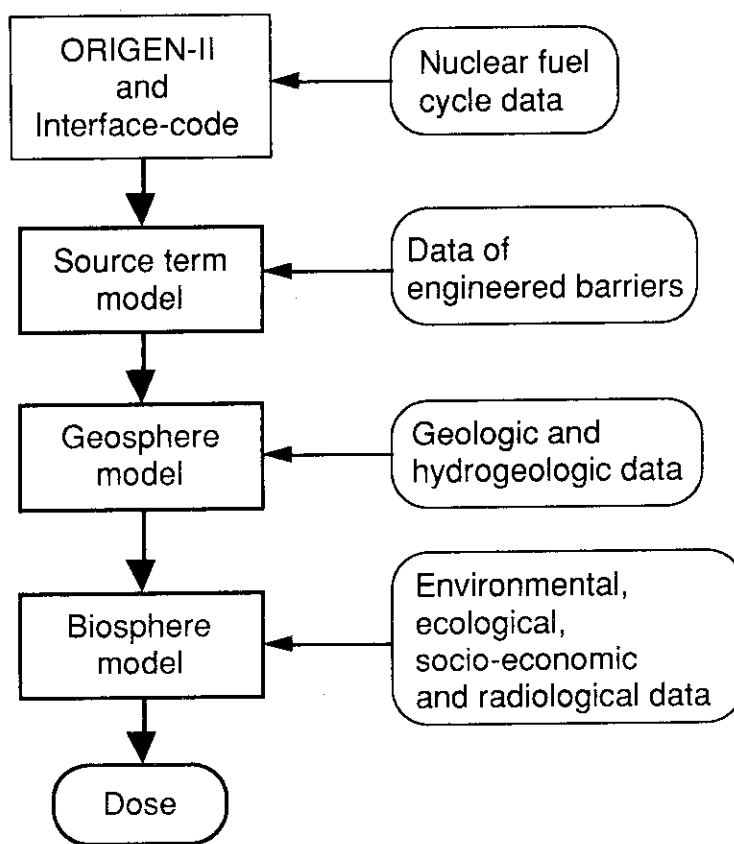 ORIGEN-II
and
Interface-code
Nuclear fuel
cycle data
Source term
model
Data of
engineered barriers
Geosphere
model
Geologic and
hydrogeologic data
Biosphere
model
Environmental,
ecological,
socio-economic
and radiological data
Dose